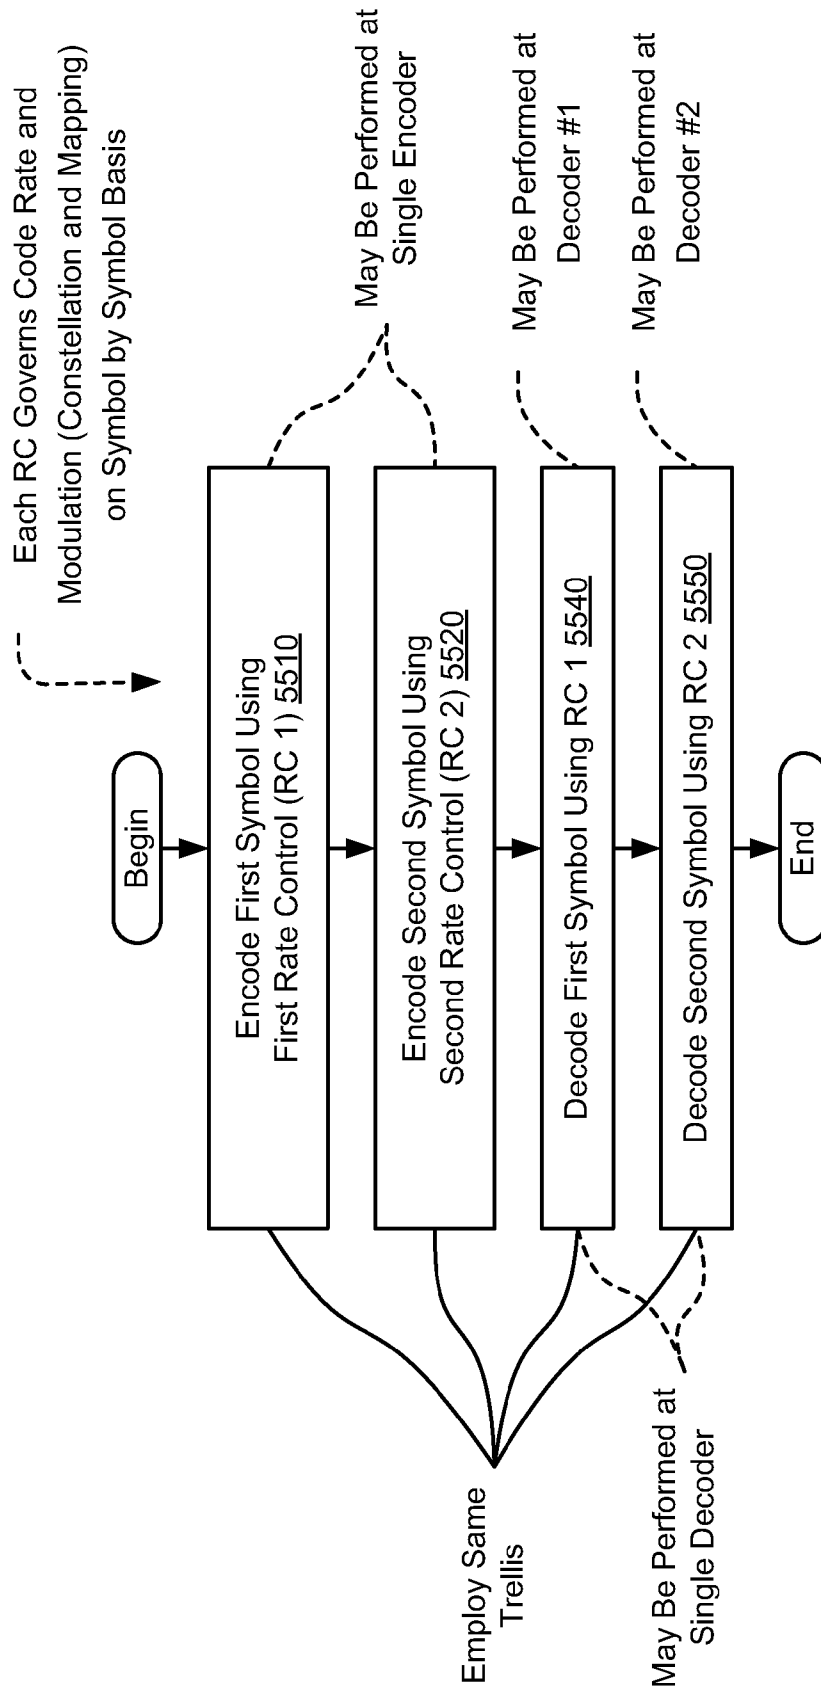 Each RC Governs Code Rate and
Modulation (Constellation and Mapping)
on Symbol by Symbol Basis
Begin
Encode First Symbol Using
First Rate Control (RC 1) 5510
Encode Second Symbol Using
Second Rate Control (RC 2) 5520
May Be Performed at
Single Encoder
Decode First Symbol Using RC 1 5540
May Be Performed at
Decoder #1
Decode Second Symbol Using RC 2 5550
May Be Performed at
Decoder #2
Employ Same
Trellis
May Be Performed at
Single Decoder
End